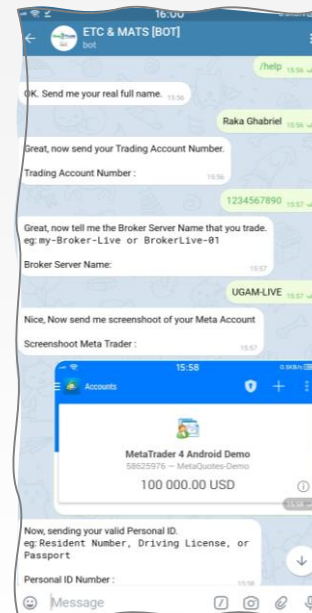 16:00
ETC & MATS [BOT]
bot
/help 15:56
OK. Send me your real full name. 15:56
Raka Ghabriel 15:56
Great, now send your Trading Account Number.
Trading Account Number : 15:56
1234567890 15:57
Great, now tell me the Broker Server Name that you trade.
eg: my-Broker-Live or BrokerLive-01
Broker Server Name: 15:57
UGAM-LIVE 15:57
Nice, Now send me screenshoot of your Meta Account
Screenshoot Meta Trader : 15:57
15:58
0.5KB/s
Accounts
MetaTrader 4 Android Demo
58625976 — MetaQuotes-Demo
100 000.00 USD
15:58
Now, sending your valid Personal ID.
eg: Resident Number, Driving License, or
Passport
Personal ID Number : 15:58
Message